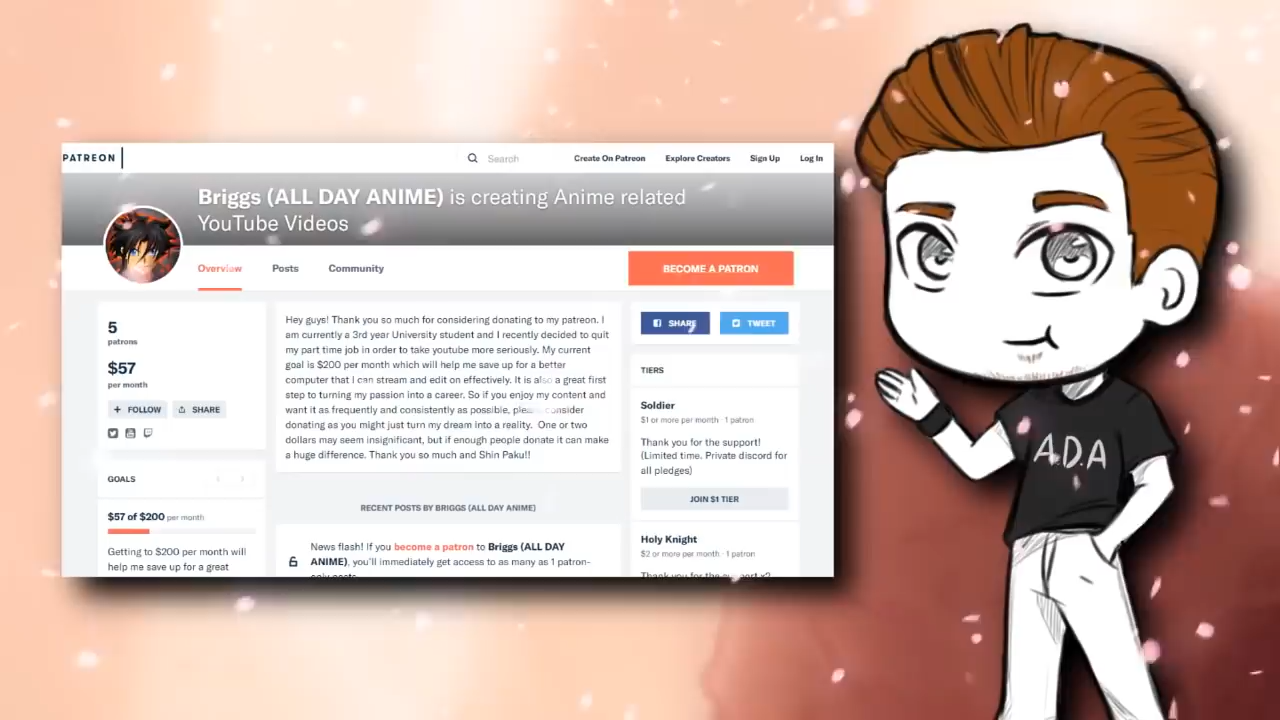 PATREON
Search
Create On Patreon
Explore Creators
Sign Up
Log In
Briggs (ALL DAY ANIME) is creating Anime related
YouTube Videos
Overview
Posts
Community
BECOME A PATRON
5
patrons
$57
per month
FOLLOW
SHARE
GOALS
$57 of $200 per month
Getting to $200 per month will
help me save up for a great
Hey guys! Thank you so much for considering donating to my patreon. I
am currently a 3rd year University student and I recently decided to quit
my part time job in order to take youtube more seriously. My current
goal is $200 per month which will help me save up for a better
computer that I can stream and edit on effectively. It is also a great first
step to turning my passion into a career. So if you enjoy my content and
want it as frequently and consistently as possible, please consider
donating as you might just turn my dream into a reality. One or two
dollars may seem insignificant, but if enough people donate it can make
a huge difference. Thank you so much and Shin Paku!!
RECENT POSTS BY BRIGGS (ALL DAY ANIME)
News flash! If you become a patron to Briggs (ALL DAY
ANIME), you'll immediately get access to as many as 1 patron-
only posts
SHARE
TWEET
TIERS
Soldier
$1 or more per month · 1 patron
Thank you for the support!
(Limited time. Private discord for
all pledges)
JOIN $1 TIER
Holy Knight
$2 or more per month · 1 patron
Thank you for the support x2
A.D.A